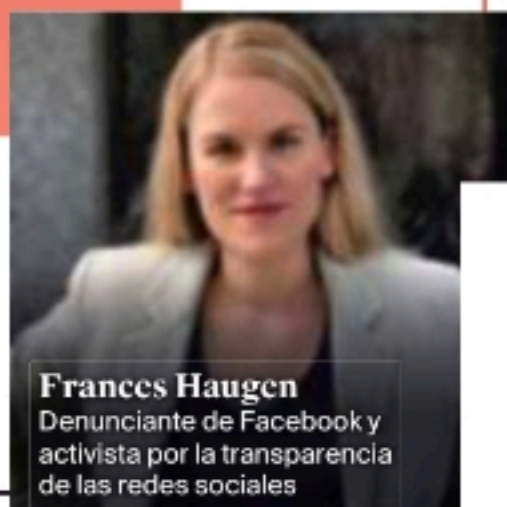 Frances Haugen
Denunciante de Facebook y
activista por la transparencia
de las redes sociales